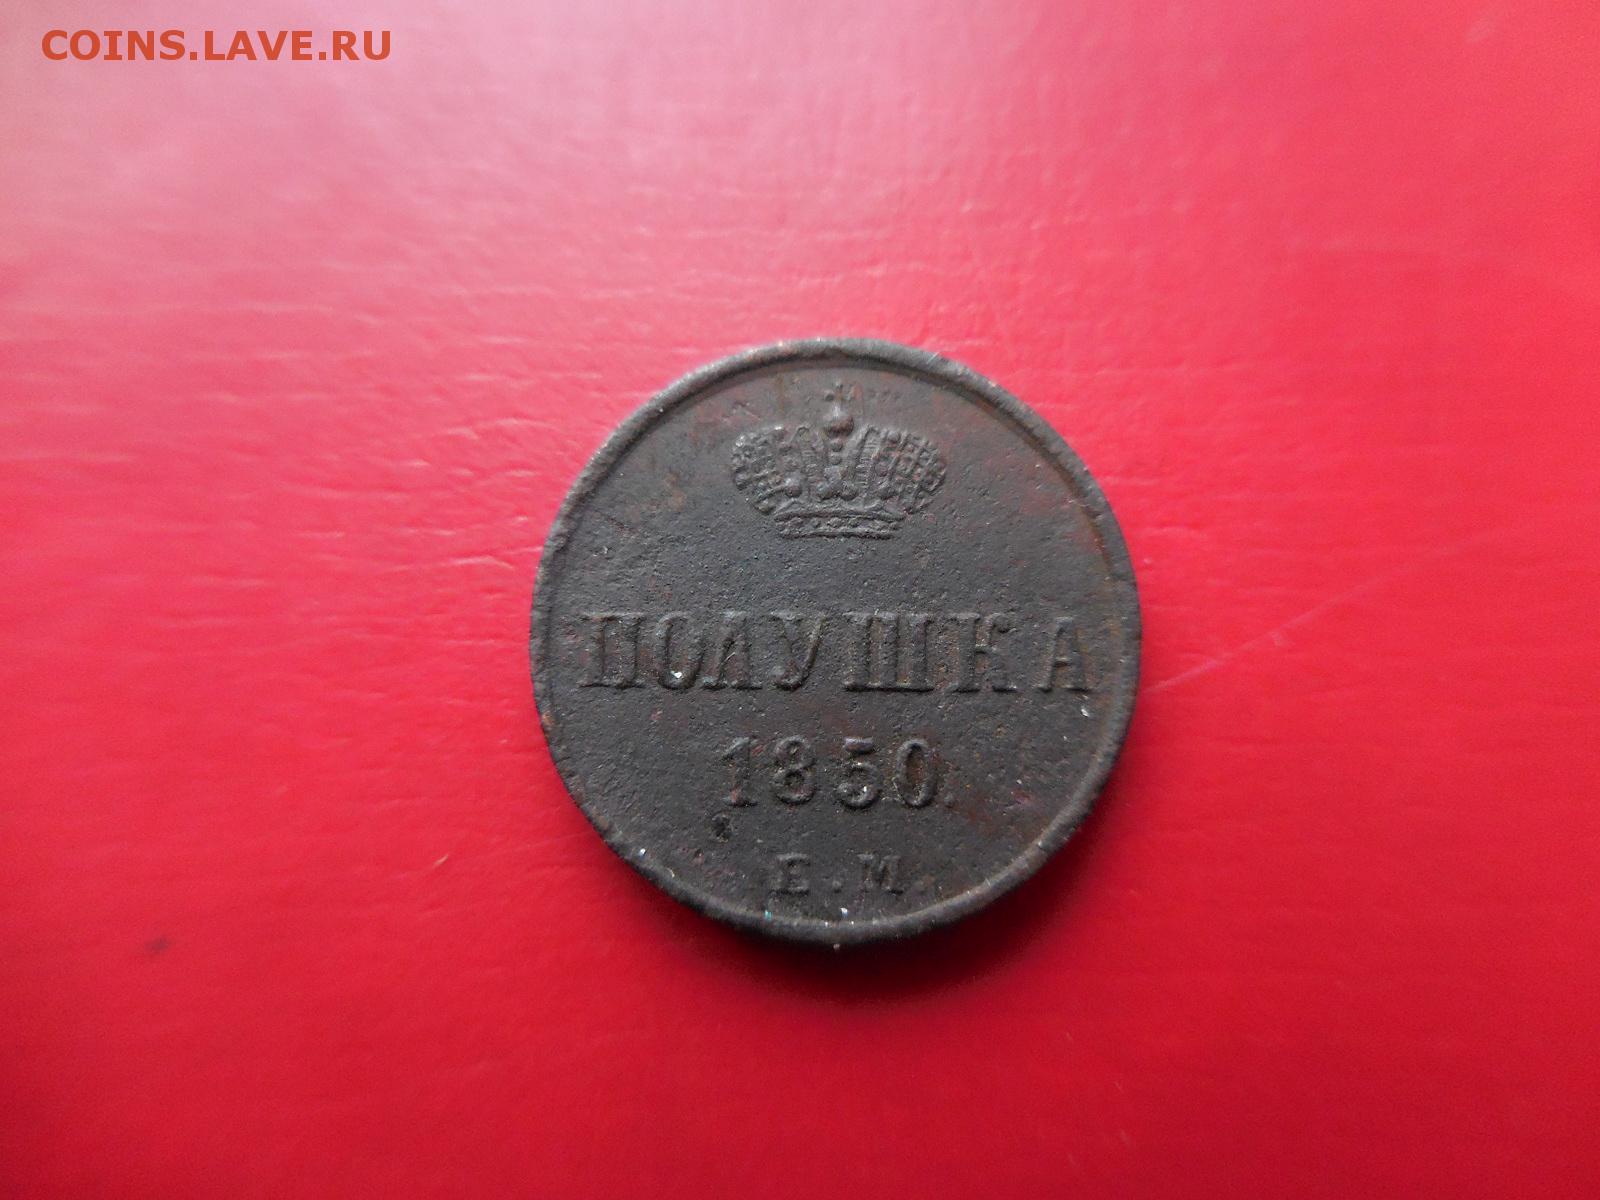 COINS.LAVE.RU
ПОЛУШКА
1850.
Е.М.